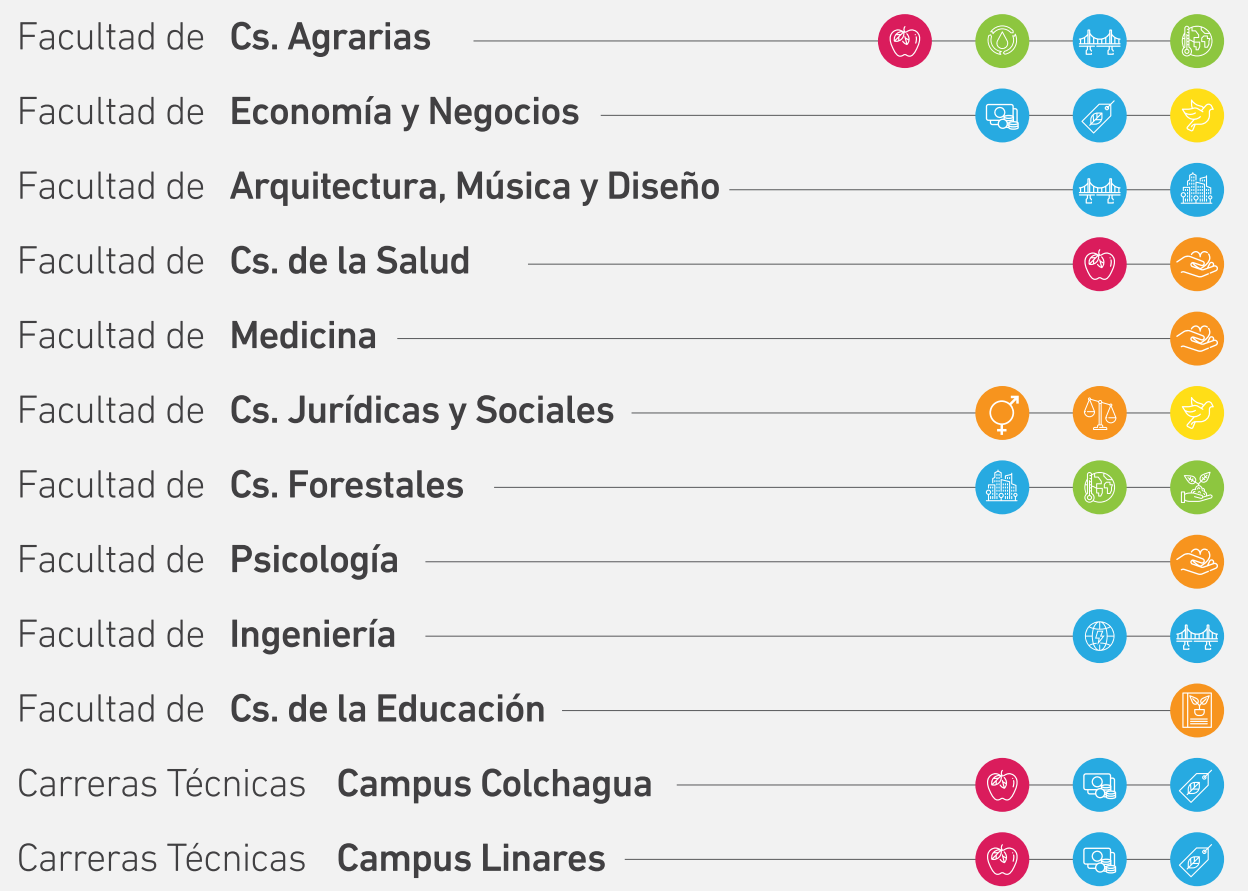 Facultad de Cs. Agrarias
Facultad de Economía y Negocios
Facultad de Arquitectura, Música y Diseño
Facultad de Cs. de la Salud
Facultad de Medicina
Facultad de Cs. Jurídicas y Sociales
Facultad de Cs. Forestales
Facultad de Psicología
Facultad de Ingeniería
Facultad de Cs. de la Educación
Carreras Técnicas Campus Colchagua
Carreras Técnicas Campus Linares